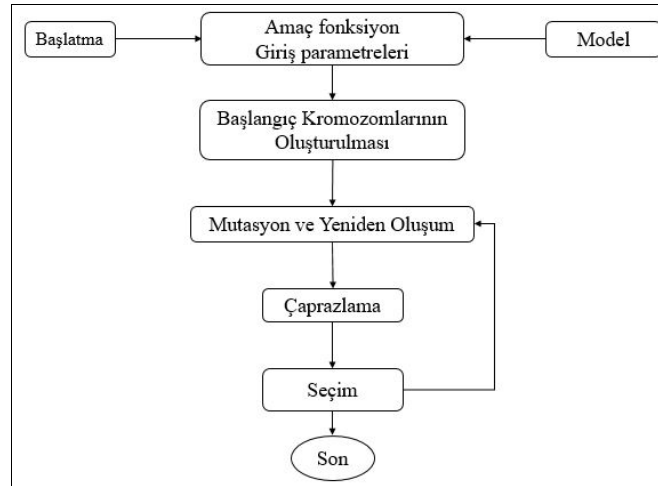 Başlatma
Amaç fonksiyon
Giriş parametreleri
Model
Başlangıç Kromozomlarının
Oluşturulması
Mutasyon ve Yeniden Oluşum
Çaprazlama
Seçim
Son